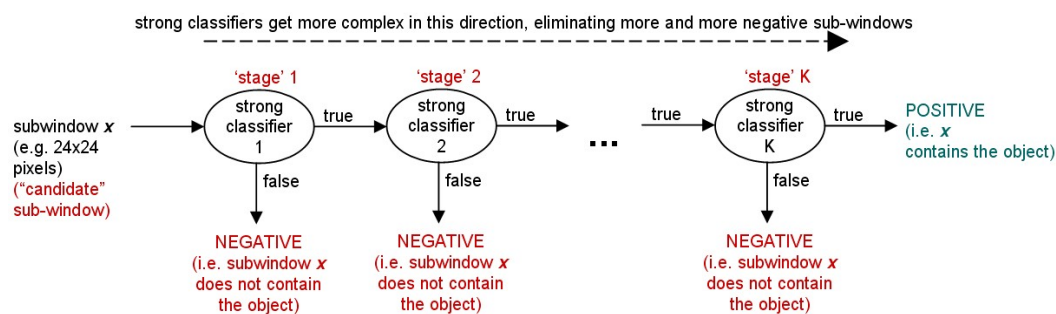 strong classifiers get more complex in this direction, eliminating more and more negative sub-windows
'stage' 1
'stage' 2
'stage' K
subwindow x
(e.g. 24x24
pixels)
("candidate"
sub-window)
strong
classifier
1
true
strong
classifier
2
true
...
true
strong
classifier
K
true
POSITIVE
(i.e. x
contains the object)
false
false
false
NEGATIVE
(i.e. subwindow x
does not contain
the object)
NEGATIVE
(i.e. subwindow x
does not contain
the object)
NEGATIVE
(i.e. subwindow x
does not contain
the object)